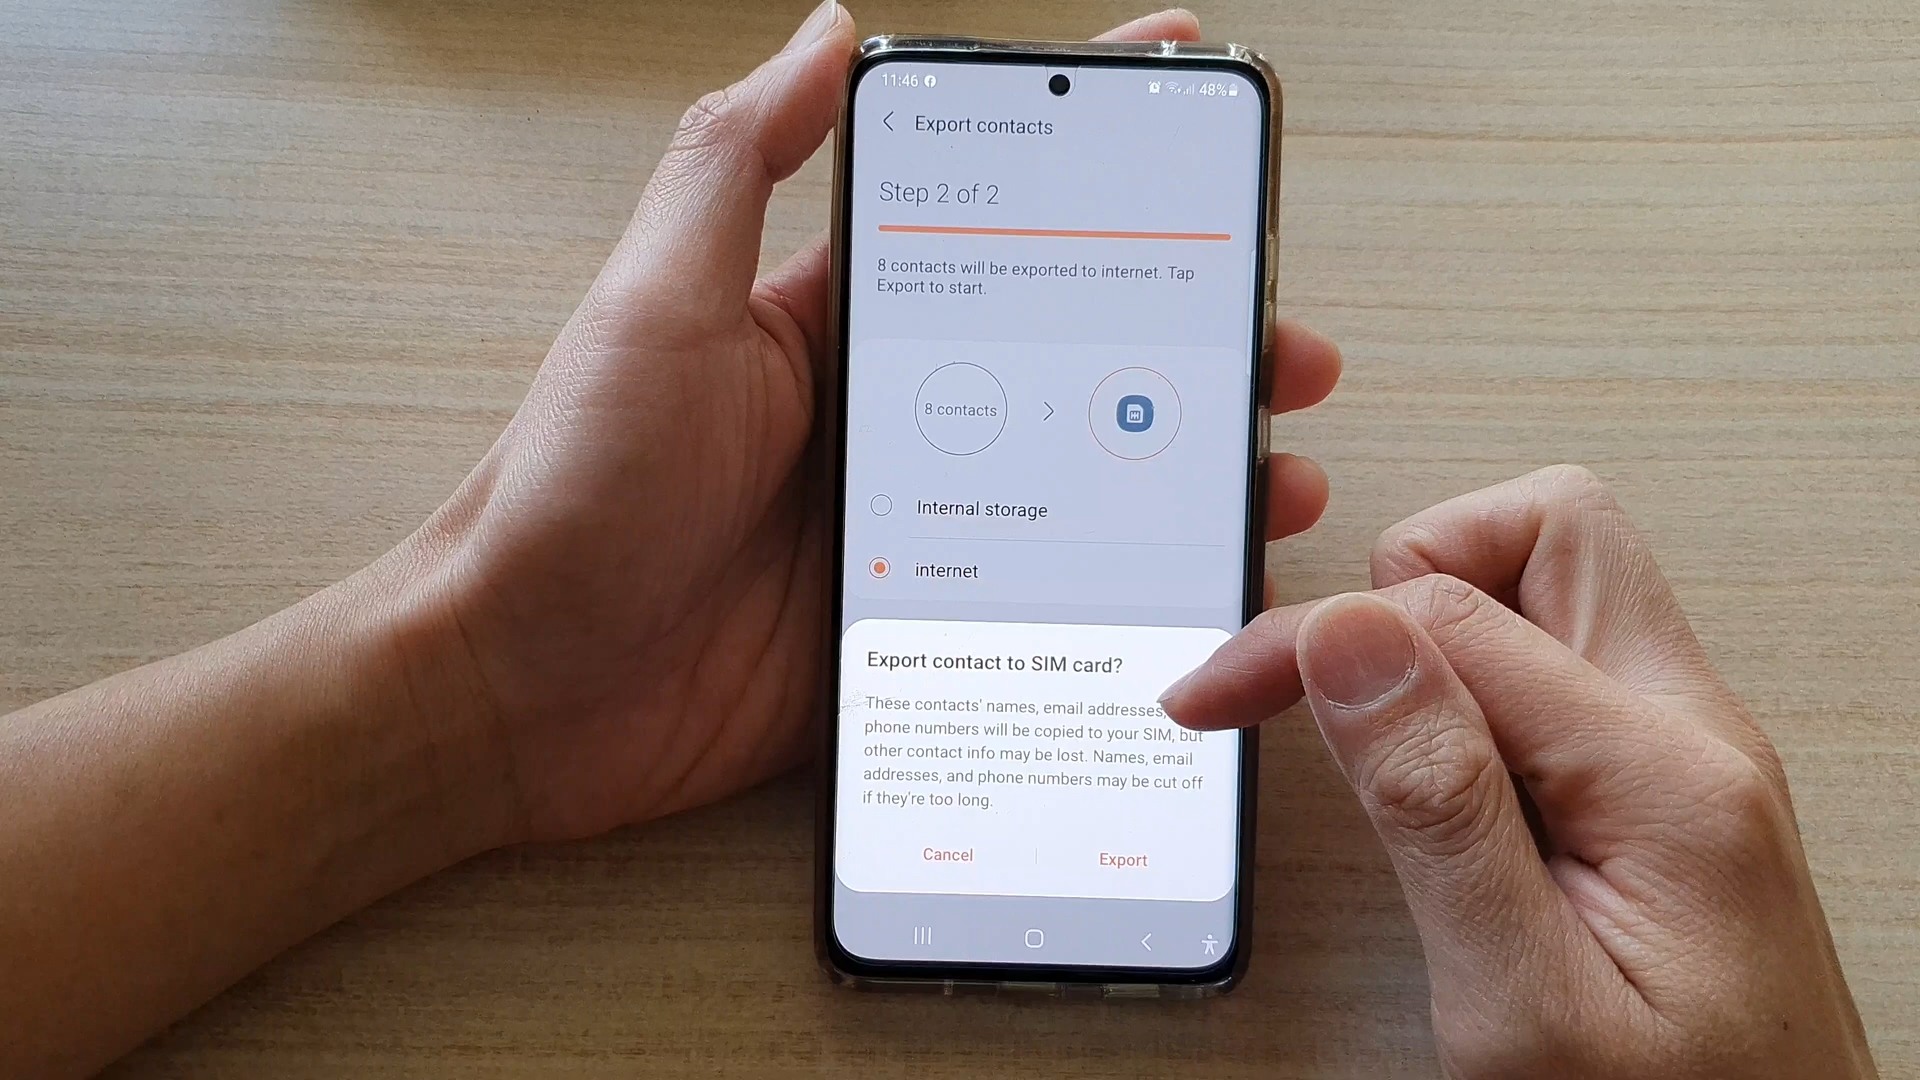 11:46
48%
Export contacts
Step 2 of 2
8 contacts will be exported to internet. Tap
Export to start.
8 contacts
Internal storage
internet
Export contact to SIM card?
These contacts' names, email addresses,
phone numbers will be copied to your SIM, but
other contact info may be lost. Names, email
addresses, and phone numbers may be cut off
if they're too long.
Cancel
Export